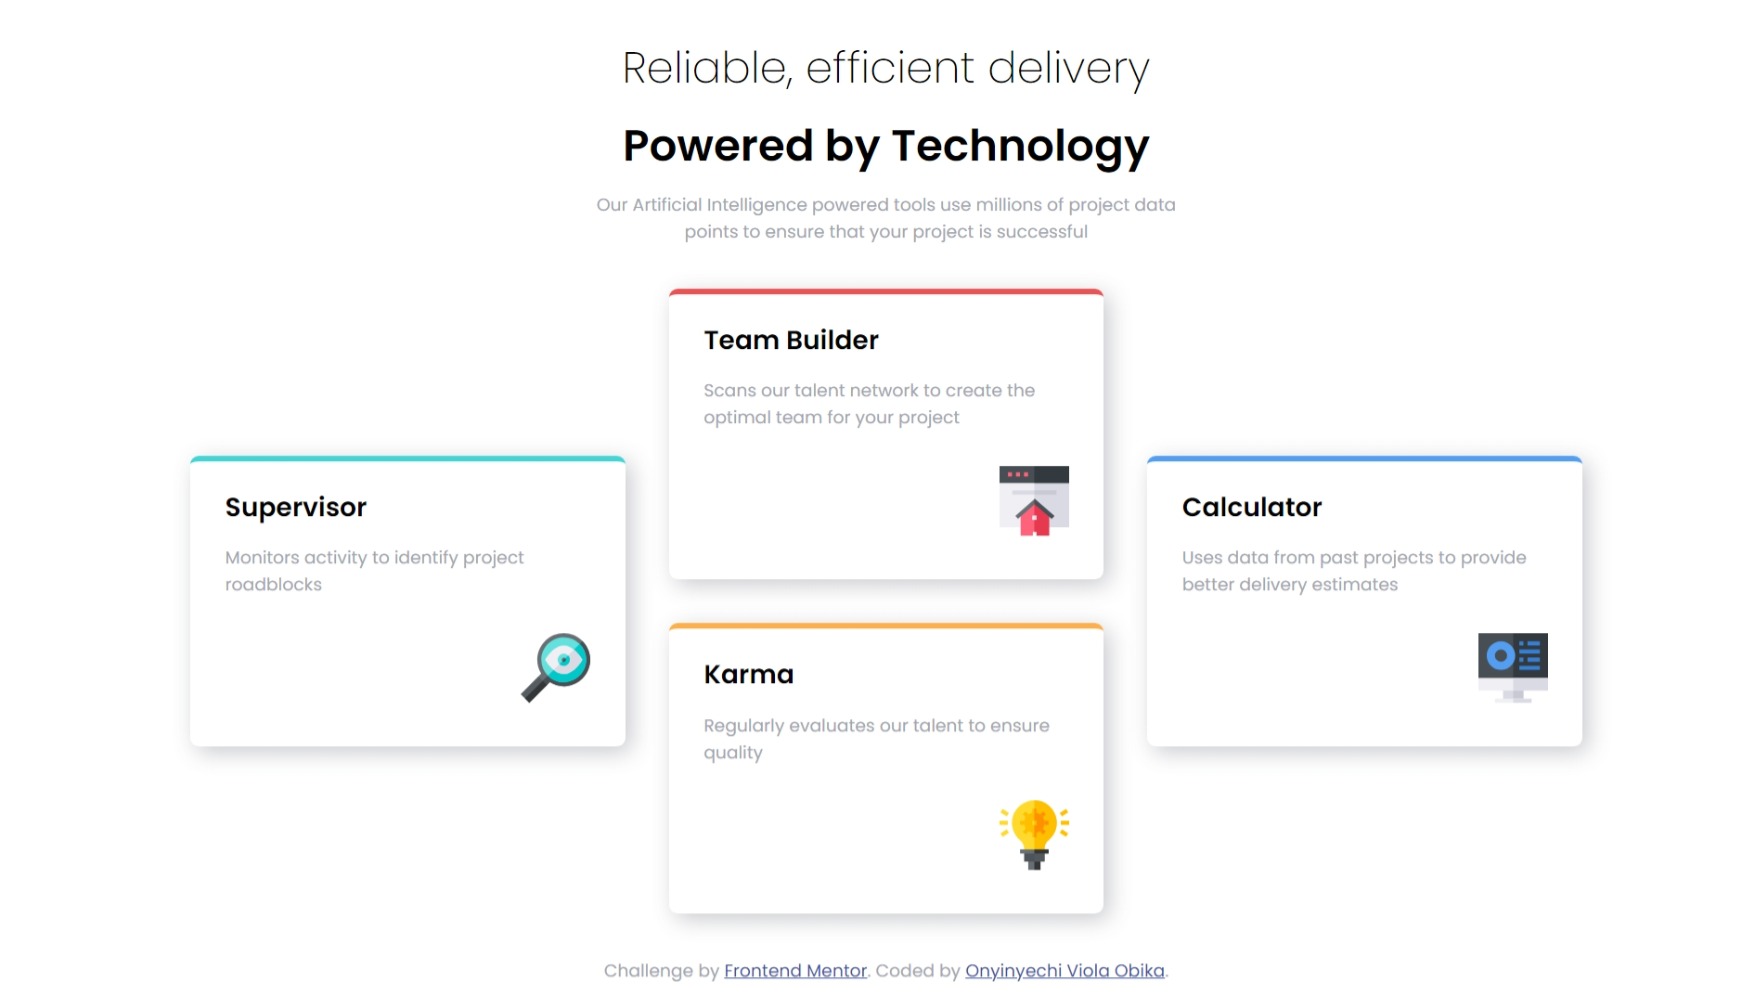 Reliable, efficient delivery
Powered by Technology
Our Artificial Intelligence powered tools use millions of project data
points to ensure that your project is successful
Team Builder
Scans our talent network to create the
optimal team for your project
Supervisor
Monitors activity to identify project
roadblocks
Calculator
Uses data from past projects to provide
better delivery estimates
Karma
Regularly evaluates our talent to ensure
quality
Challenge by Frontend Mentor. Coded by Onyinyechi Viola Obika.